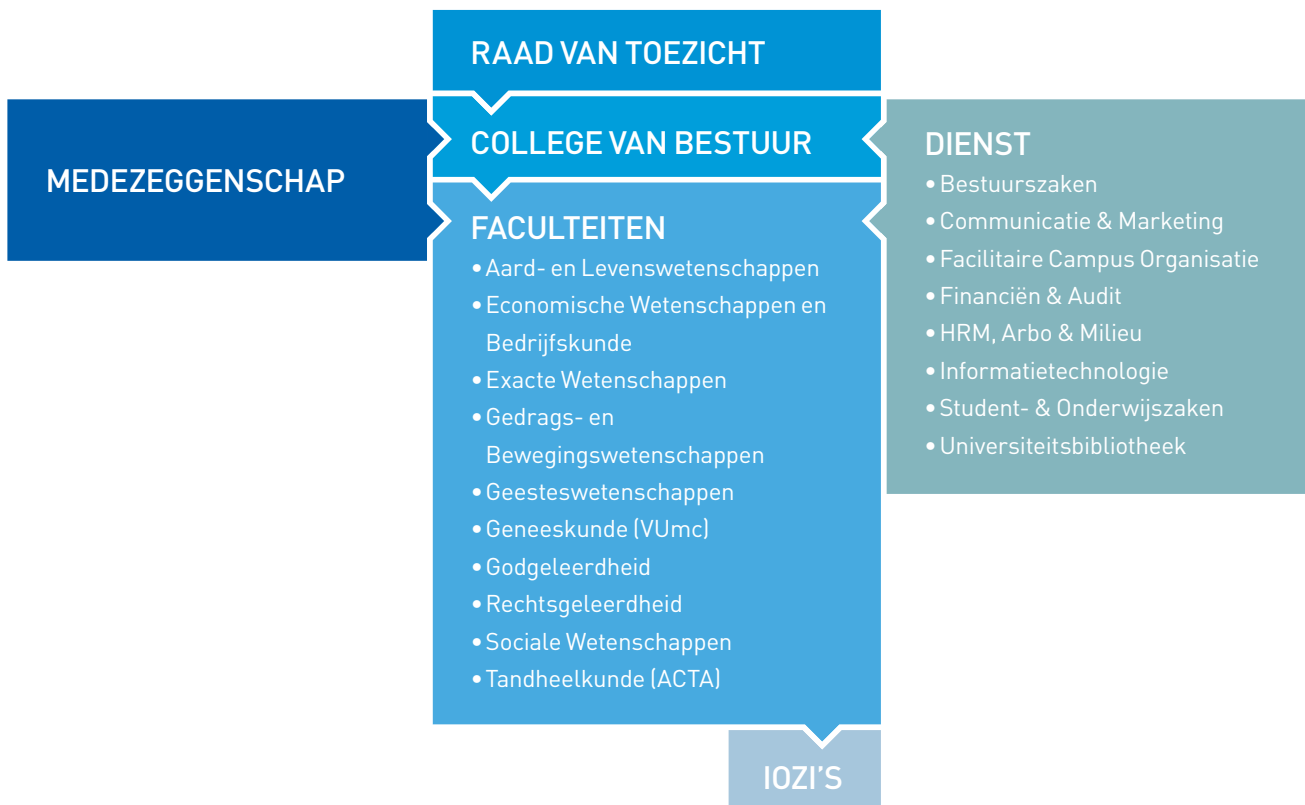 RAAD VAN TOEZICHT
COLLEGE VAN BESTUUR
MEDEZEGGENSCHAP
FACULTEITEN
• Aard- en Levenswetenschappen
• Economische Wetenschappen en
Bedrijfskunde
• Exacte Wetenschappen
• Gedrags- en
Bewegingswetenschappen
• Geesteswetenschappen
• Geneeskunde (VUmc)
• Godgeleerdheid
• Rechtsgeleerdheid
• Sociale Wetenschappen
• Tandheelkunde (ACTA)
DIENST
• Bestuurszaken
• Communicatie & Marketing
• Facilitaire Campus Organisatie
• Financiën & Audit
• HRM, Arbo & Milieu
• Informatietechnologie
• Student- & Onderwijszaken
• Universiteitsbibliotheek
IOZI'S